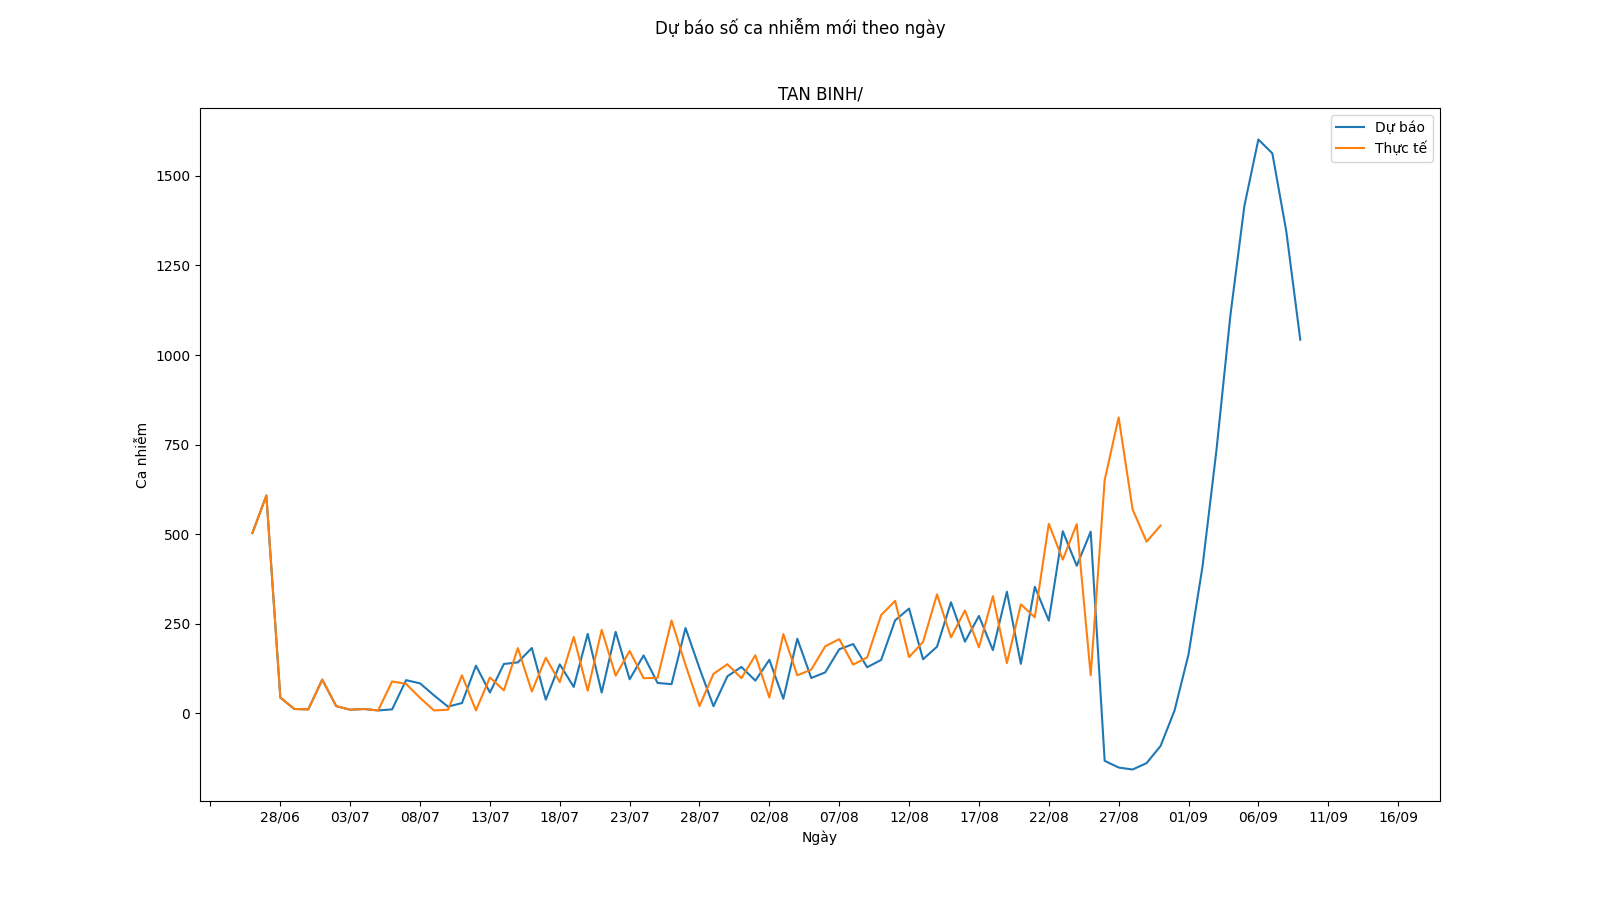 Dự báo số ca nhiễm mới theo ngày
TAN BINH/
Dự báo
Thực tế
1500
1250
1000
750
500
250
0
Ca nhiễm
28/06 03/07 08/07 13/07 18/07 23/07 28/07 02/08 07/08 12/08 17/08 22/08 27/08 01/09 06/09 11/09 16/09
Ngày